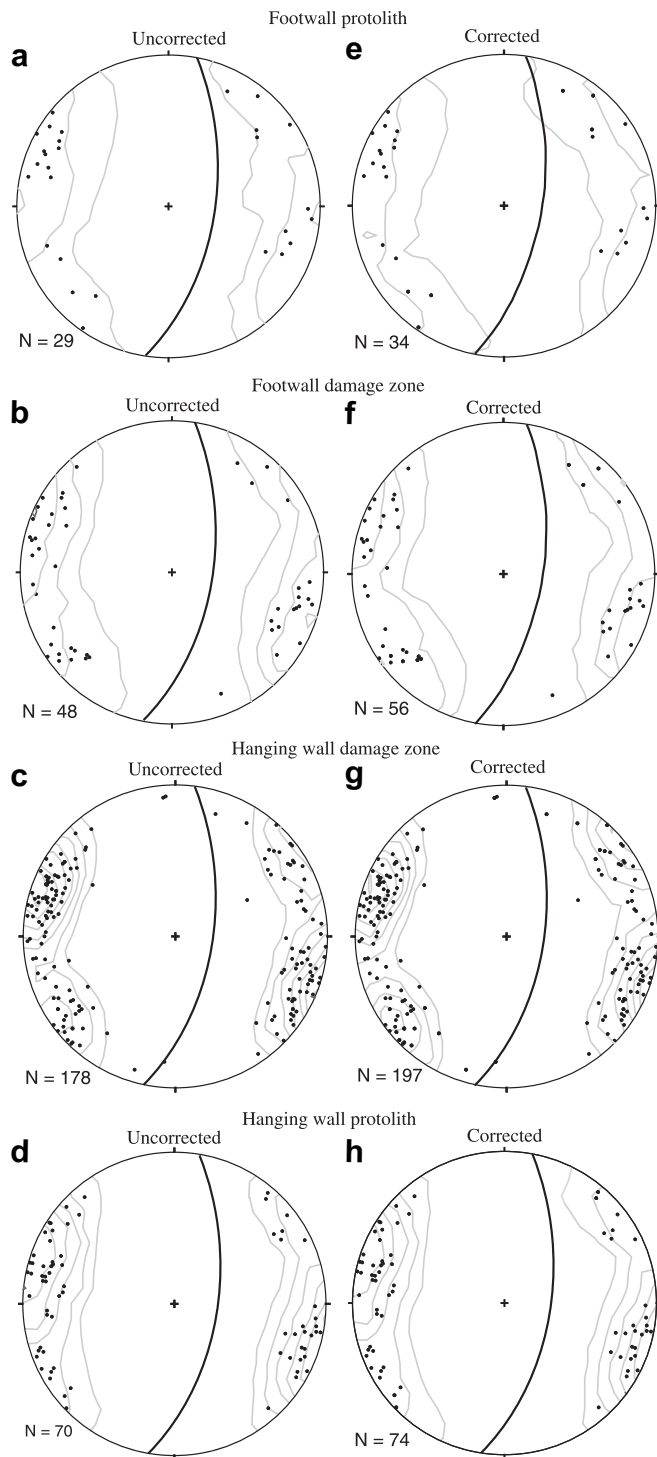 Footwall protolith
a Uncorrected e Corrected
N = 29 N = 34
Footwall damage zone
b Uncorrected f Corrected
N = 48 N = 56
Hanging wall damage zone
c Uncorrected g Corrected
N = 178 N = 197
Hanging wall protolith
d Uncorrected h Corrected
N = 70 N = 74